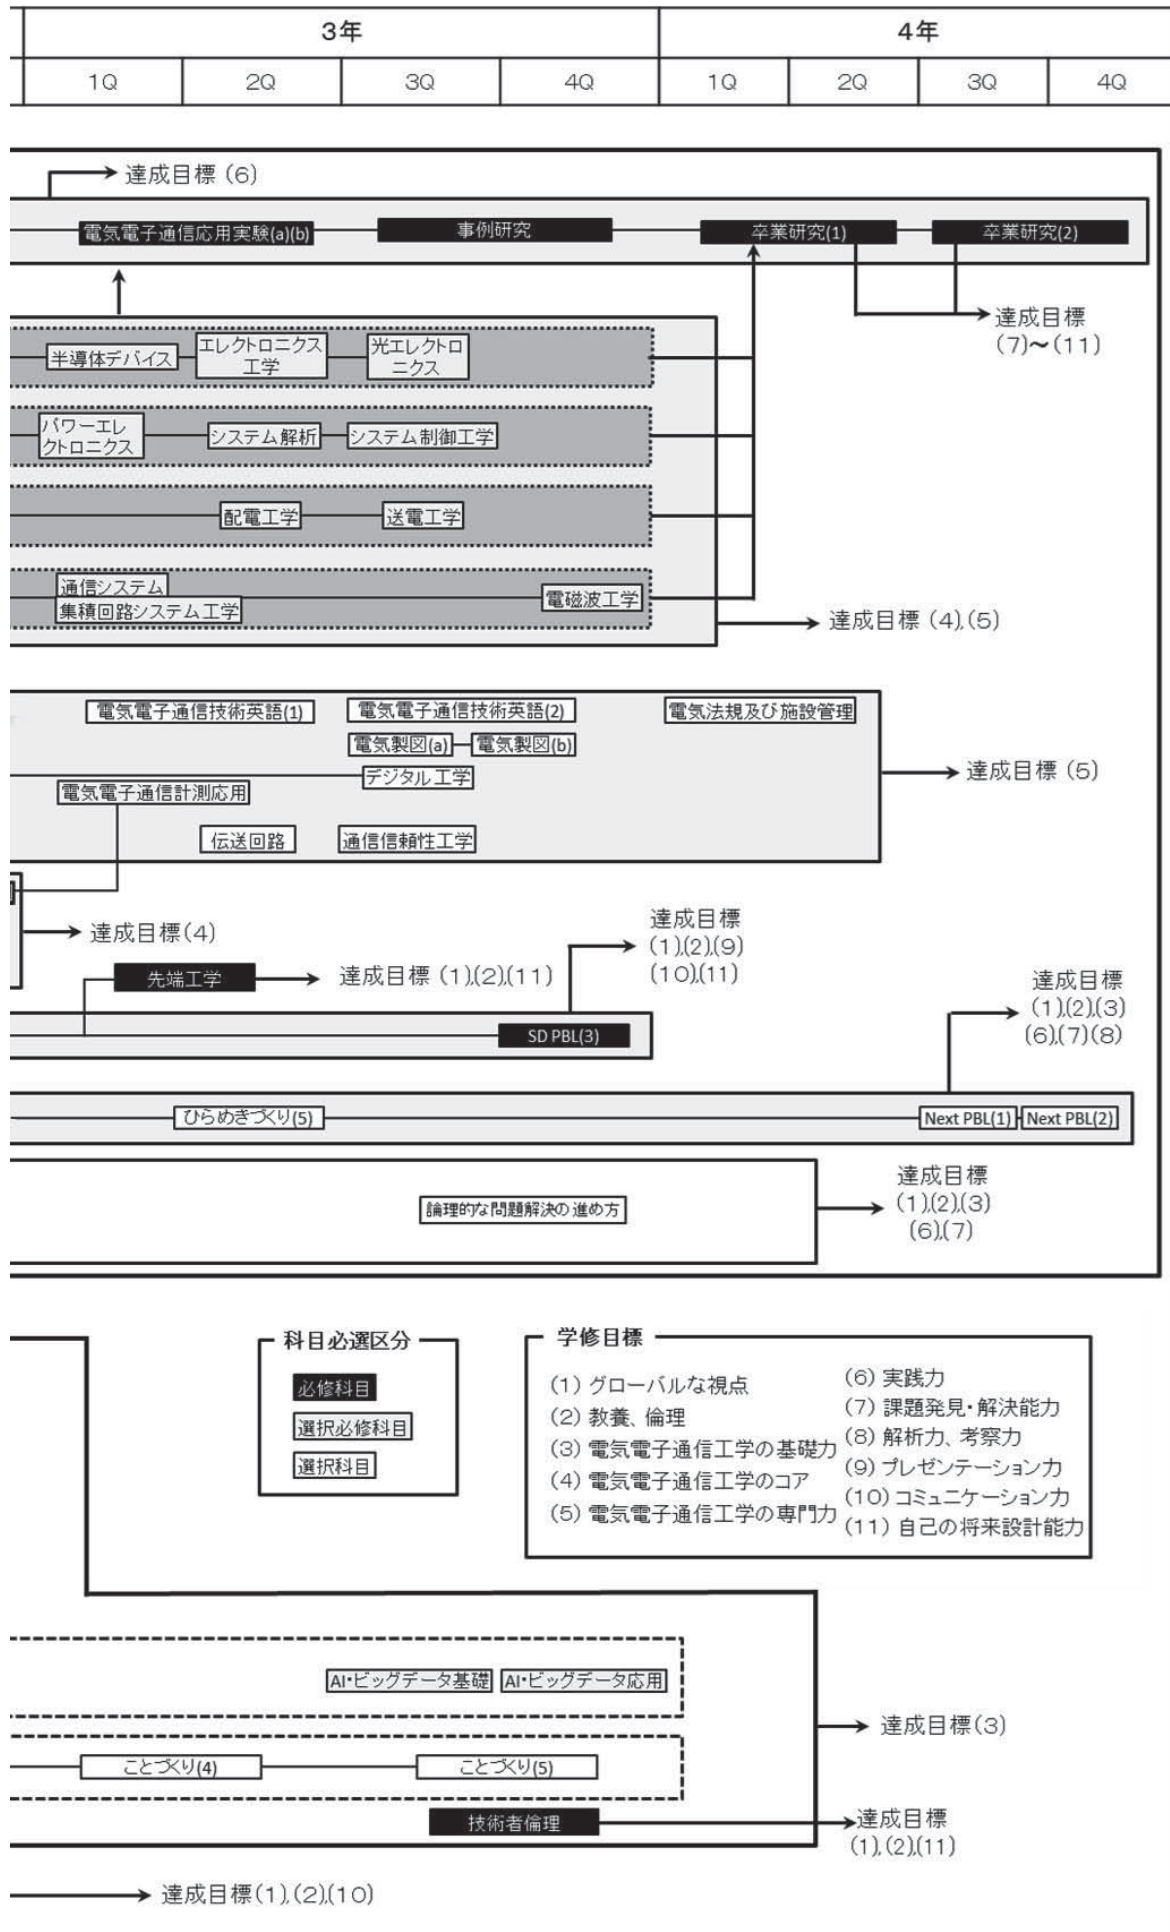 3年
4年
1Q
2Q
3Q
4Q
1Q
2Q
3Q
4Q
達成目標(6)
電気電子通信応用実験(a)(b)
事例研究
卒業研究(1)
卒業研究(2)
達成目標
(7)〜(11)
半導体デバイス
エレクトロニクス
工学
光エレクトロ
ニクス
パワーエレ
クトロニクス
システム解析
システム制御工学
配電工学
送電工学
通信システム
集積回路システム工学
電磁波工学
達成目標(4),(5)
電気電子通信技術英語(1)
電気電子通信技術英語(2)
電気法規及び施設管理
電気製図(a)
電気製図(b)
デジタル工学
達成目標(5)
電気電子通信計測応用
伝送回路
通信信頼性工学
達成目標(4)
達成目標
(1),(2),(9)
(10),(11)
先端工学
達成目標(1),(2),(11)
達成目標
(1),(2),(3)
(6),(7)(8)
SD PBL(3)
ひらめきづくり(5)
Next PBL(1)
Next PBL(2)
達成目標
(1),(2),(3)
(6),(7)
論理的な問題解決の進め方
科目必選区分
必修科目
選択必修科目
選択科目
学修目標
(1) グローバルな視点
(2) 教養、倫理
(3) 電気電子通信工学の基礎力
(4) 電気電子通信工学のコア
(5) 電気電子通信工学の専門力
(6) 実践力
(7) 課題発見・解決能力
(8) 解析力、考察力
(9) プレゼンテーション力
(10) コミュニケーション力
(11) 自己の将来設計能力
AI・ビッグデータ基礎
AI・ビッグデータ応用
達成目標(3)
ことづくり(4)
ことづくり(5)
技術者倫理
達成目標
(1),(2),(11)
達成目標(1),(2),(10)